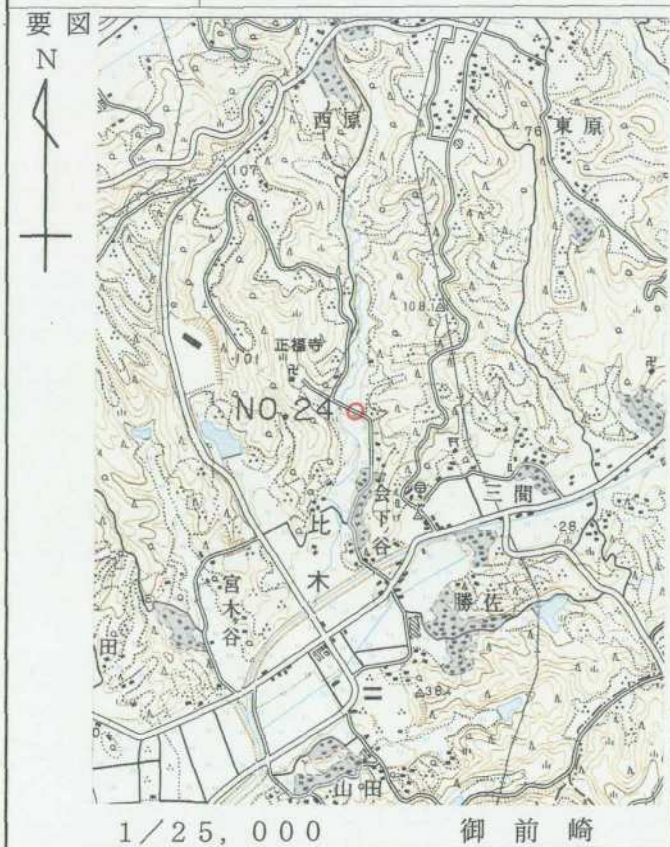 要図
N
西原
東原
76
107
108.1
正福寺
101
NO.24
会下谷
三間
28
比木
宮木谷
勝佐
田
二
38.4
山田
1/25,000 御前崎